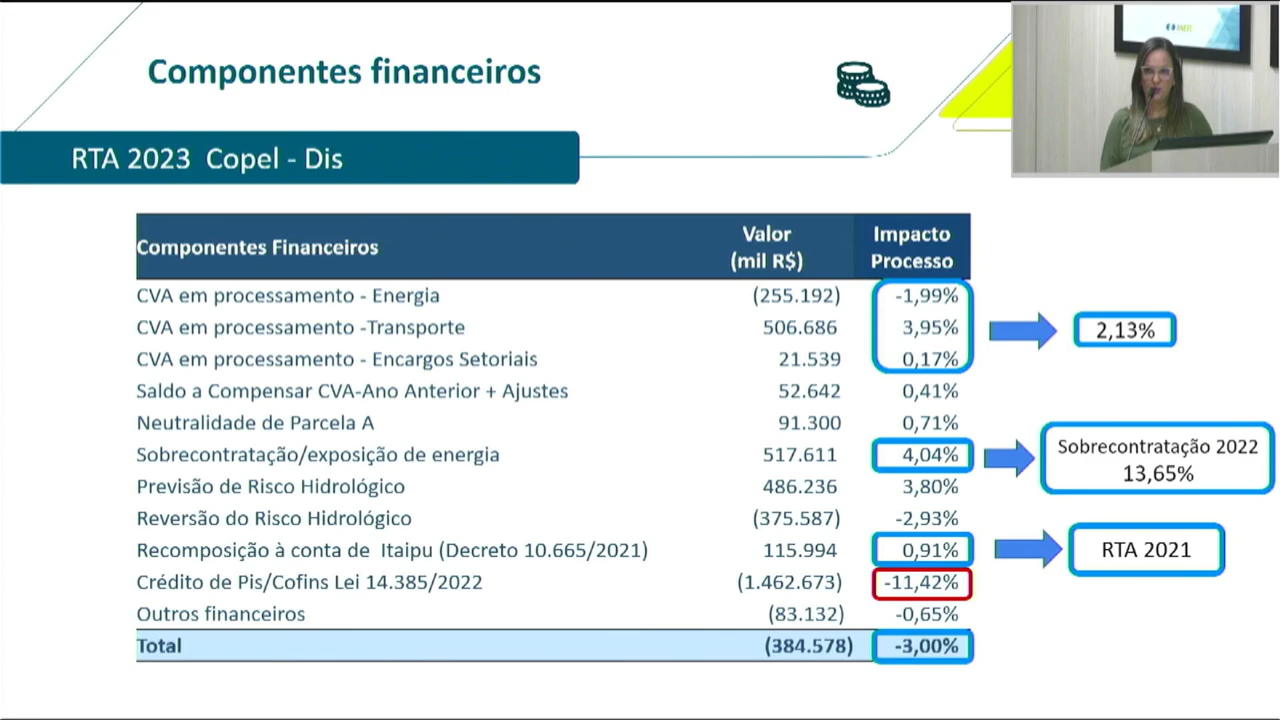 Componentes financeiros
ANEEL
RTA 2023 Copel - Dis
Componentes Financeiros Valor (mil R$) Impacto Processo
CVA em processamento - Energia (255.192) -1,99%
CVA em processamento -Transporte 506.686 3,95%
2,13%
CVA em processamento - Encargos Setoriais 21.539 0,17%
Saldo a Compensar CVA-Ano Anterior + Ajustes 52.642 0,41%
Neutralidade de Parcela A 91.300 0,71%
Sobrecontratação/exposição de energia 517.611 4,04%
Sobrecontratação 2022
13,65%
Previsão de Risco Hidrológico 486.236 3,80%
Reversão do Risco Hidrológico (375.587) -2,93%
Recomposição à conta de Itaipu (Decreto 10.665/2021) 115.994 0,91%
RTA 2021
Crédito de Pis/Cofins Lei 14.385/2022 (1.462.673) -11,42%
Outros financeiros (83.132) -0,65%
Total (384.578) -3,00%